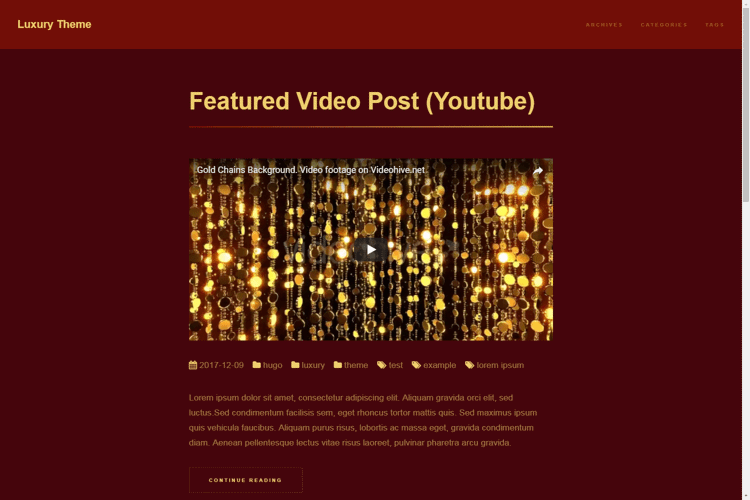 Luxury Theme
ARCHIVES CATEGORIES TAGS
Featured Video Post (Youtube)
Gold Chains Background. Video footage on Videohive.net
2017-12-09 hugo luxury theme test example lorem ipsum
Lorem ipsum dolor sit amet, consectetur adipiscing elit. Aliquam gravida orci elit, sed
luctus.Sed condimentum facilisis sem, eget rhoncus tortor mattis quis. Sed maximus ipsum
quis vehicula faucibus. Aliquam purus risus, lobortis ac massa eget, gravida condimentum
diam. Aenean pellentesque lectus vitae risus laoreet, pulvinar pharetra arcu gravida.
CONTINUE READING